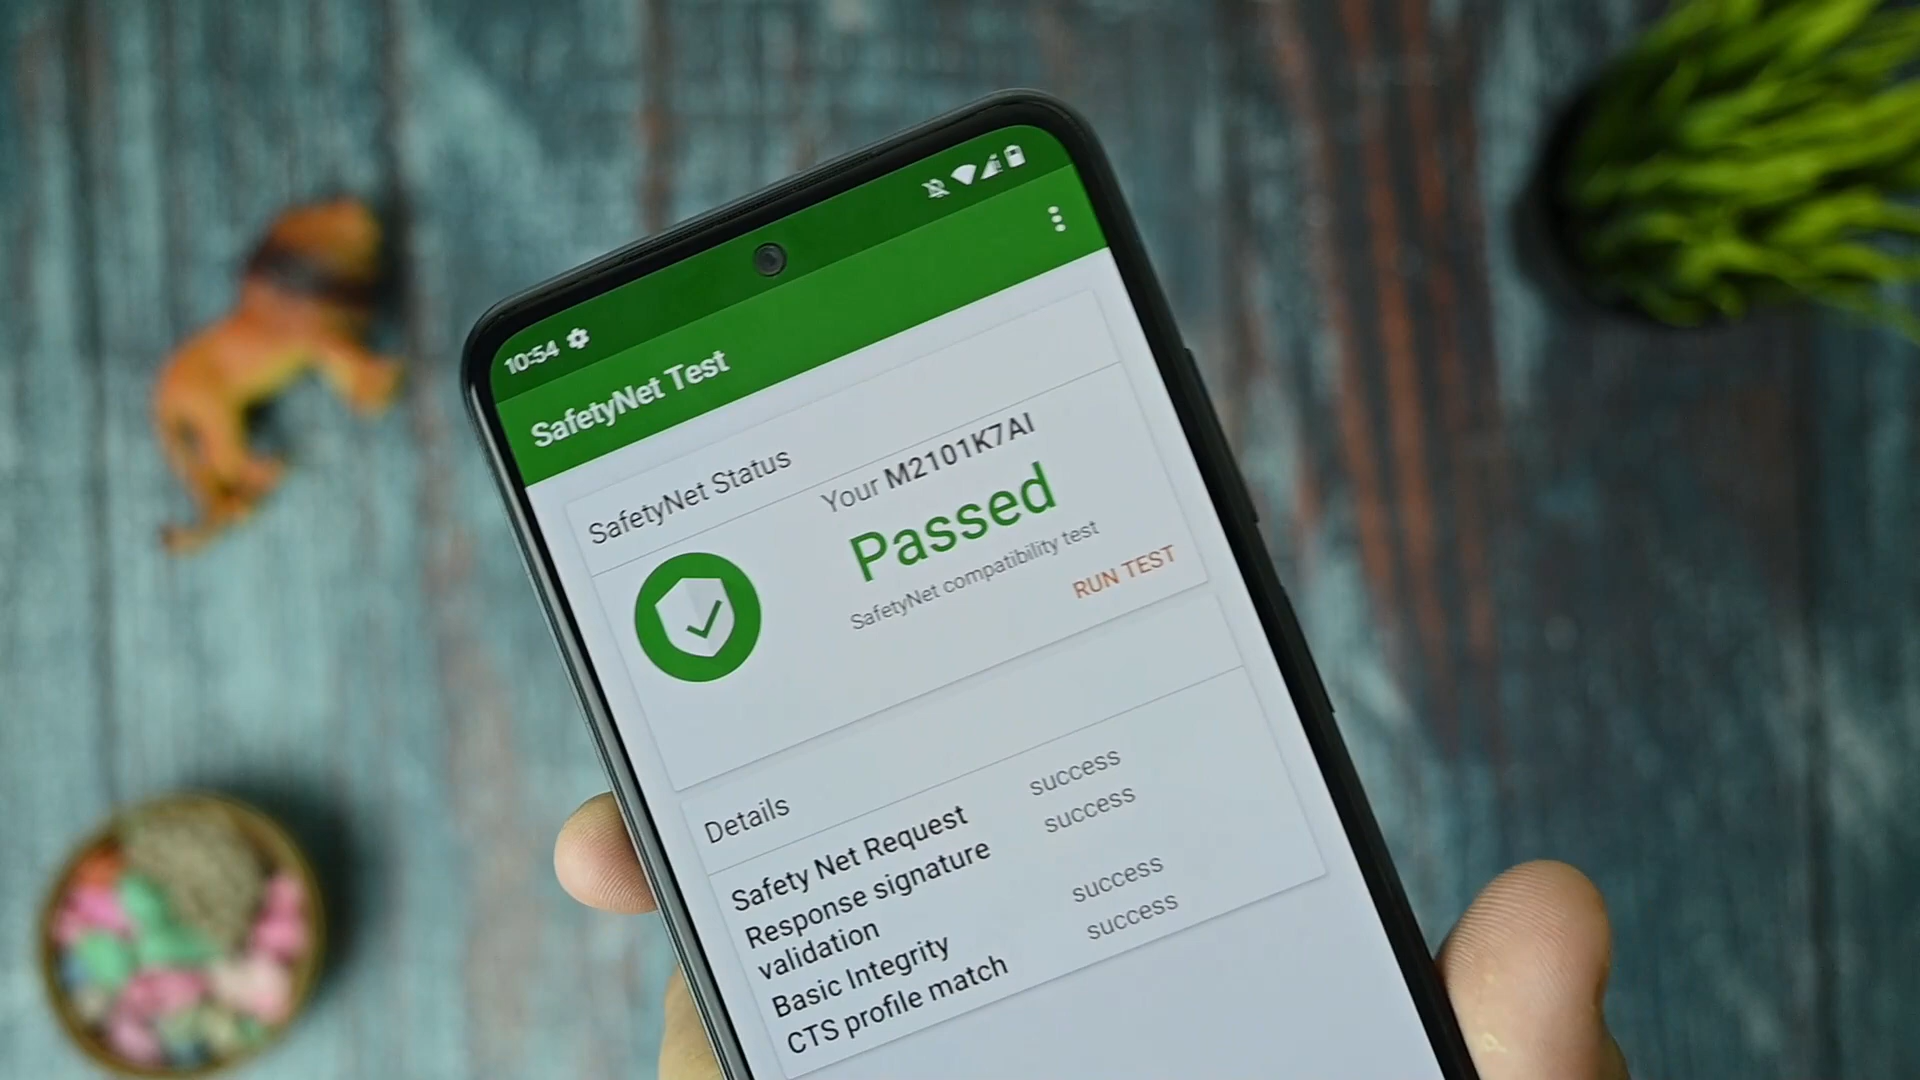 10:54
SafetyNet Test
SafetyNet Status
Your M2101K7AI
Passed
SafetyNet compatibility test
RUN TEST
Details
Safety Net Request success
Response signature success
validation
Basic Integrity success
CTS profile match success